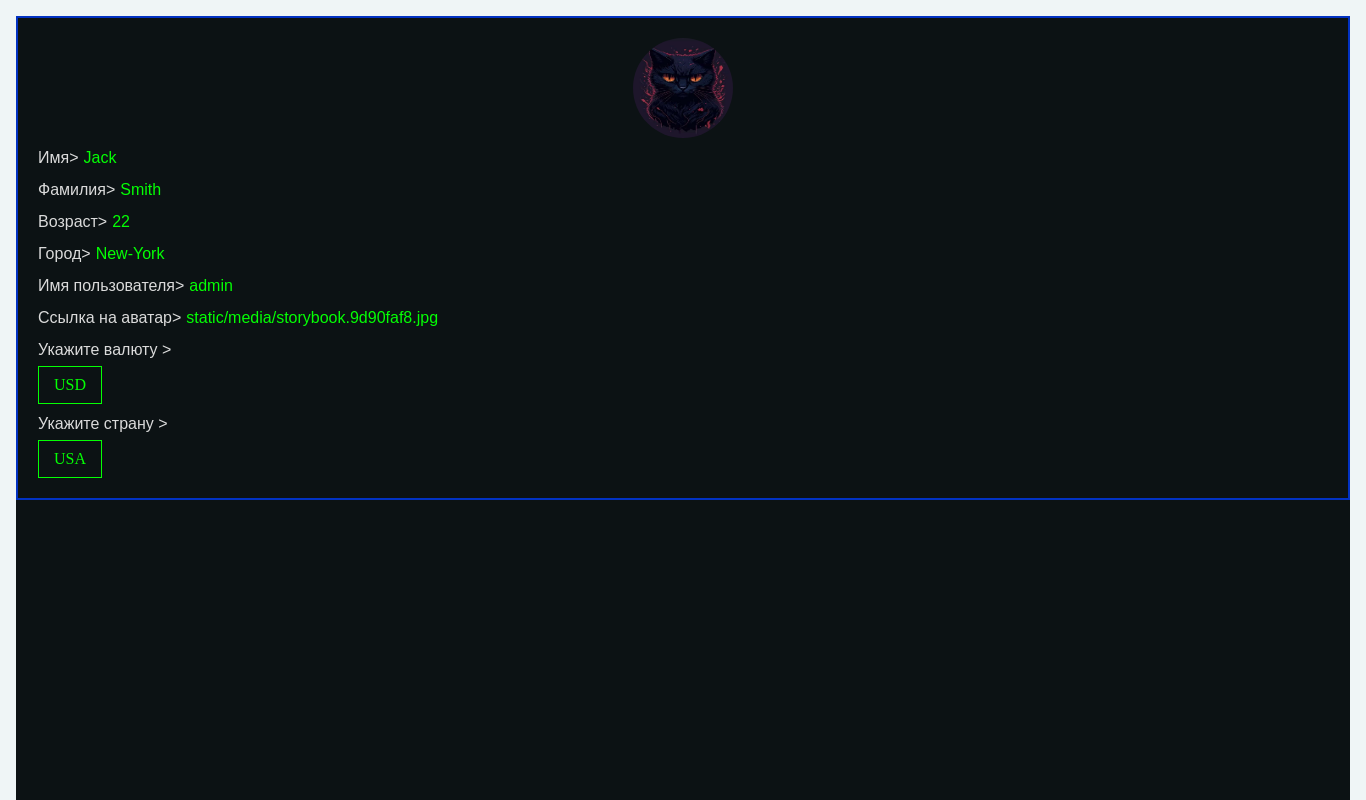 Имя> Jack
Фамилия> Smith
Возраст> 22
Город> New-York
Имя пользователя> admin
Ссылка на аватар> static/media/storybook.9d90faf8.jpg
Укажите валюту >
USD
Укажите страну >
USA